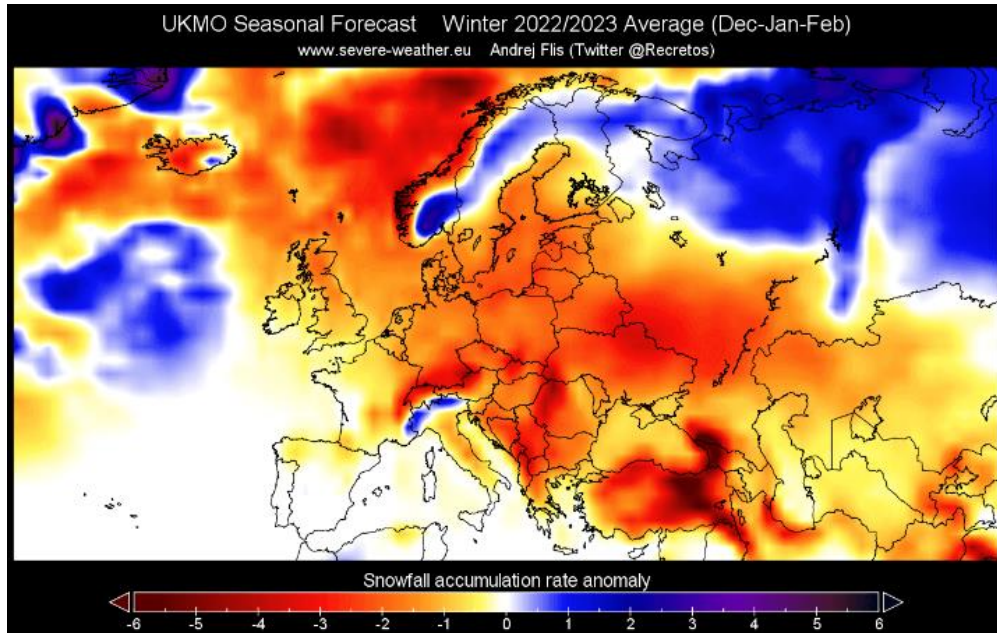 UKMO Seasonal Forecast Winter 2022/2023 Average (Dec-Jan-Feb)
www.severe-weather.eu Andrej Flis (Twitter @Recretos)
Snowfall accumulation rate anomaly
-6 -5 -4 -3 -2 -1 0 1 2 3 4 5 6